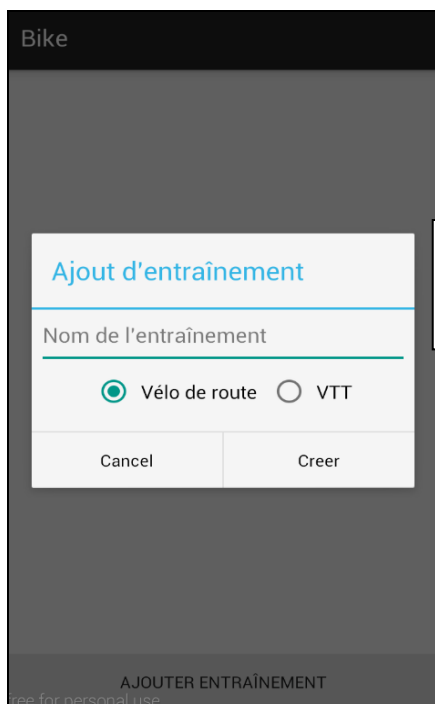 Bike
Ajout d'entraînement
Nom de l'entraînement
Vélo de route VTT
Cancel Creer
AJOUTER ENTRAÎNEMENT
free for personal use